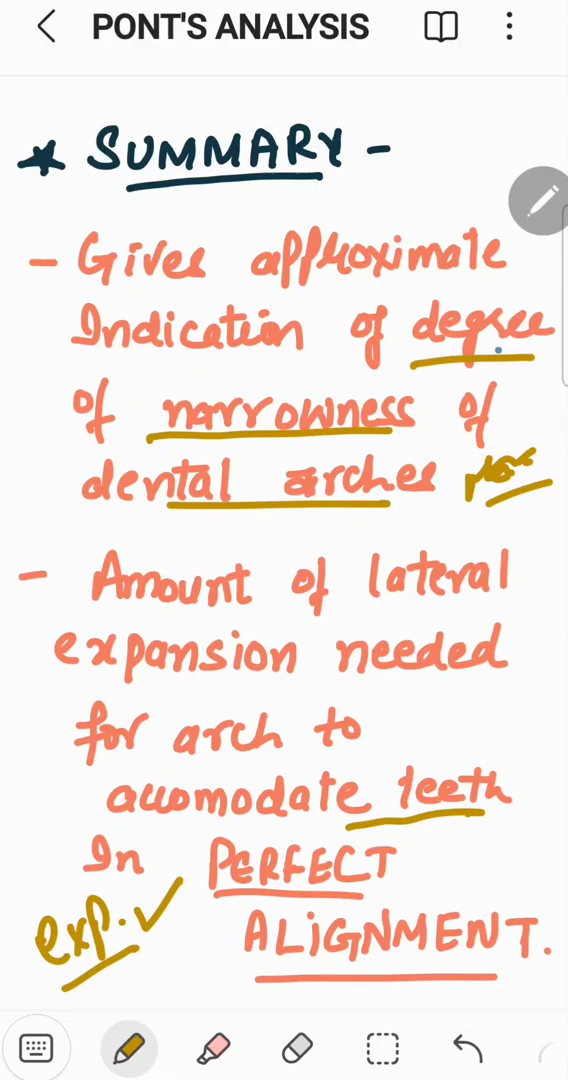 PONT'S ANALYSIS
★ SUMMARY -
- Gives approximate
Indication of degree
of narrowness of
dental arches
- Amount of lateral
expansion needed
for arch to
accomodate teeth
In PERFECT
exp. ✓
ALiGNMENT.